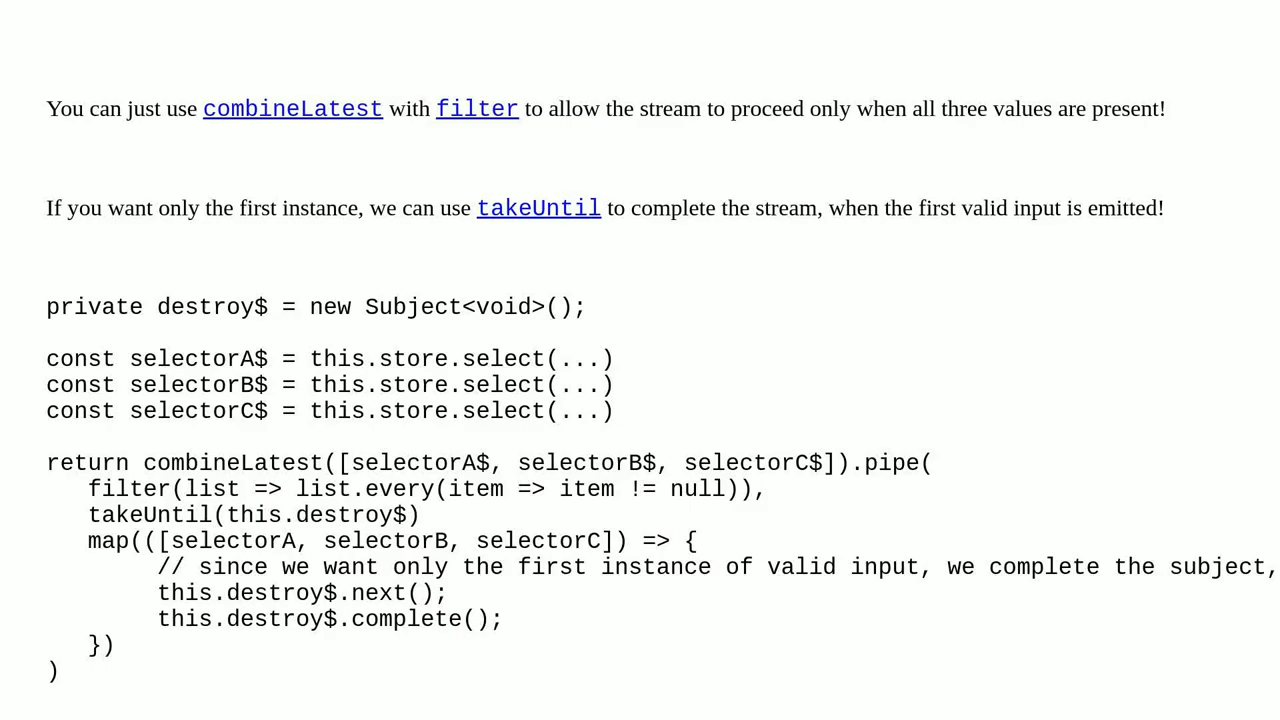 You can just use combineLatest with filter to allow the stream to proceed only when all three values are present!
If you want only the first instance, we can use takeUntil to complete the stream, when the first valid input is emitted!
private destroy$ = new Subject<void>();
const selectorA$ = this.store.select(...)
const selectorB$ = this.store.select(...)
const selectorC$ = this.store.select(...)
return combineLatest([selectorA$, selectorB$, selectorC$]).pipe(
   filter(list => list.every(item => item != null)),
   takeUntil(this.destroy$)
   map(([selectorA, selectorB, selectorC]) => {
        // since we want only the first instance of valid input, we complete the subject,
        this.destroy$.next();
        this.destroy$.complete();
   })
)